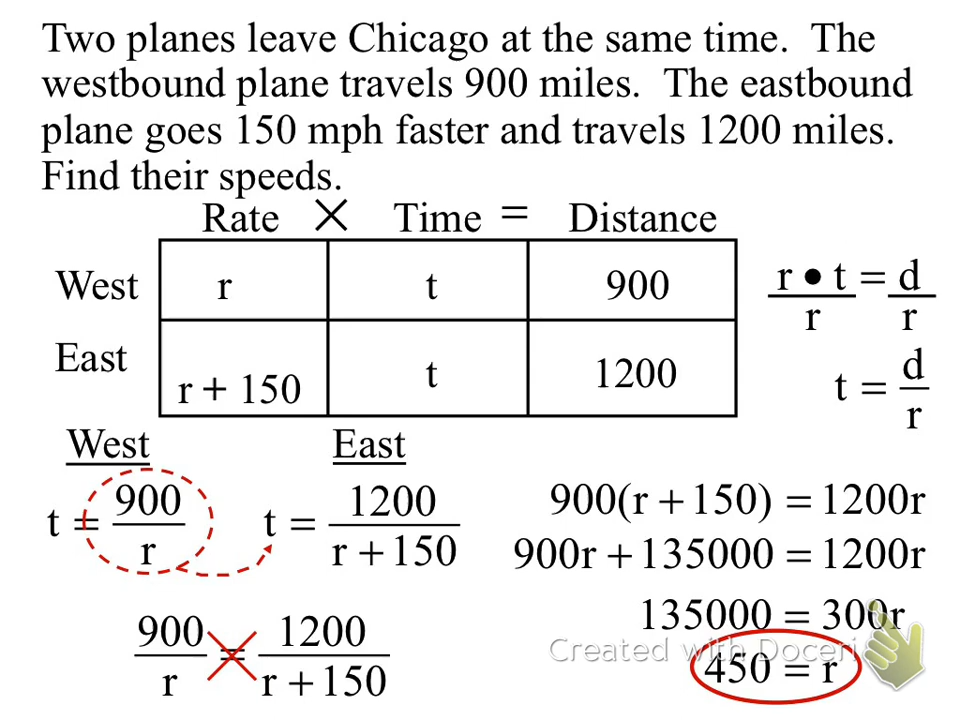 Two planes leave Chicago at the same time. The
westbound plane travels 900 miles. The eastbound
plane goes 150 mph faster and travels 1200 miles.
Find their speeds.
Rate × Time = Distance
West r t 900
East r + 150 t 1200
r • t = d
r r
t = d/r
West East
t = 900/r t = 1200/(r + 150)
900/r = 1200/(r + 150)
900(r + 150) = 1200r
900r + 135000 = 1200r
135000 = 300r
Created with Doceri
450 = r